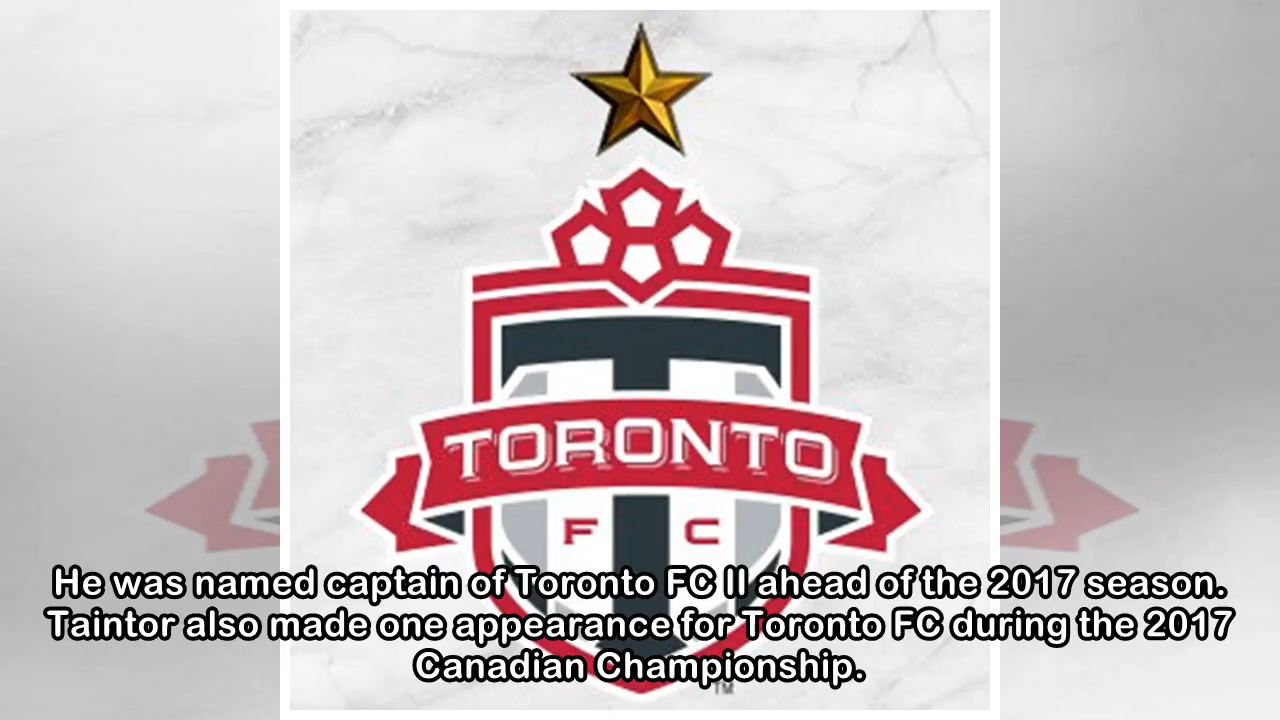 TORONTO
F C
He was named captain of Toronto FC II ahead of the 2017 season.
Taintor also made one appearance for Toronto FC during the 2017
Canadian Championship.
TM